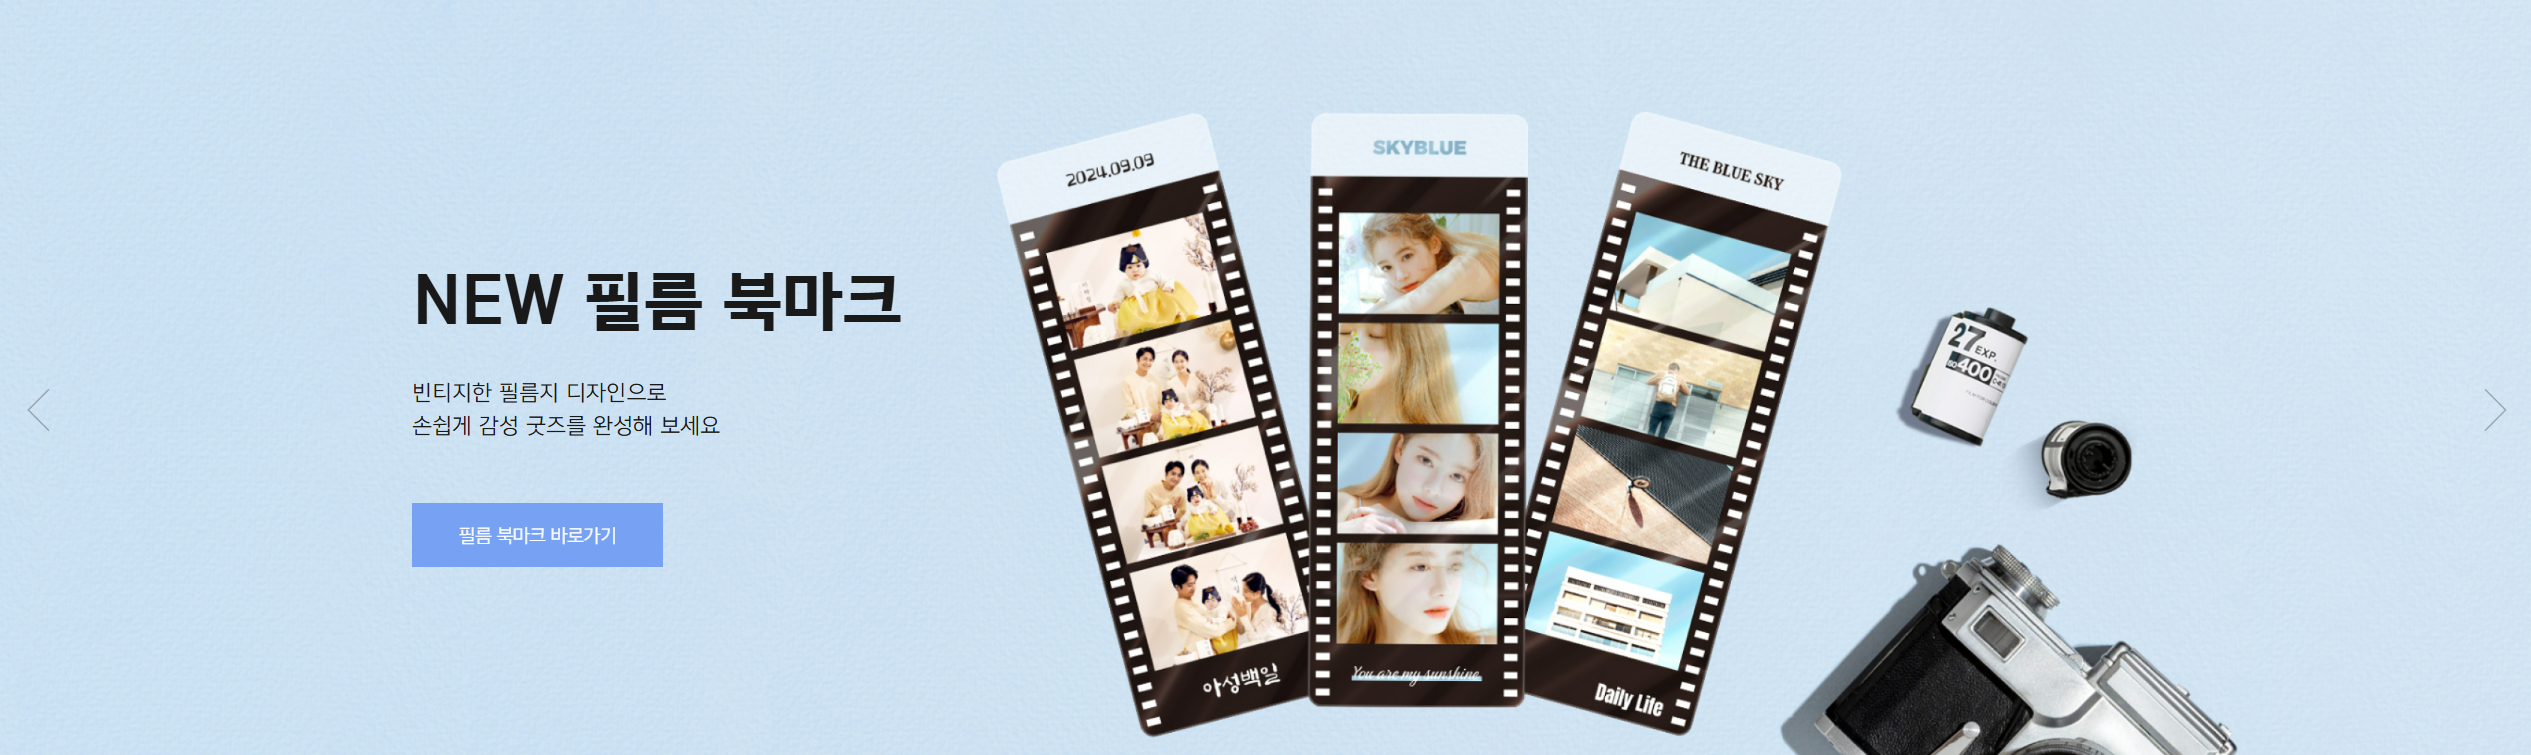 NEW 필름 북마크
빈티지한 필름지 디자인으로
손쉽게 감성 굿즈를 완성해 보세요
필름 북마크 바로가기
2024.09.09
아성백일
SKYBLUE
You are my sunshine
THE BLUE SKY
Daily Life
27 EXP.
ISO 400